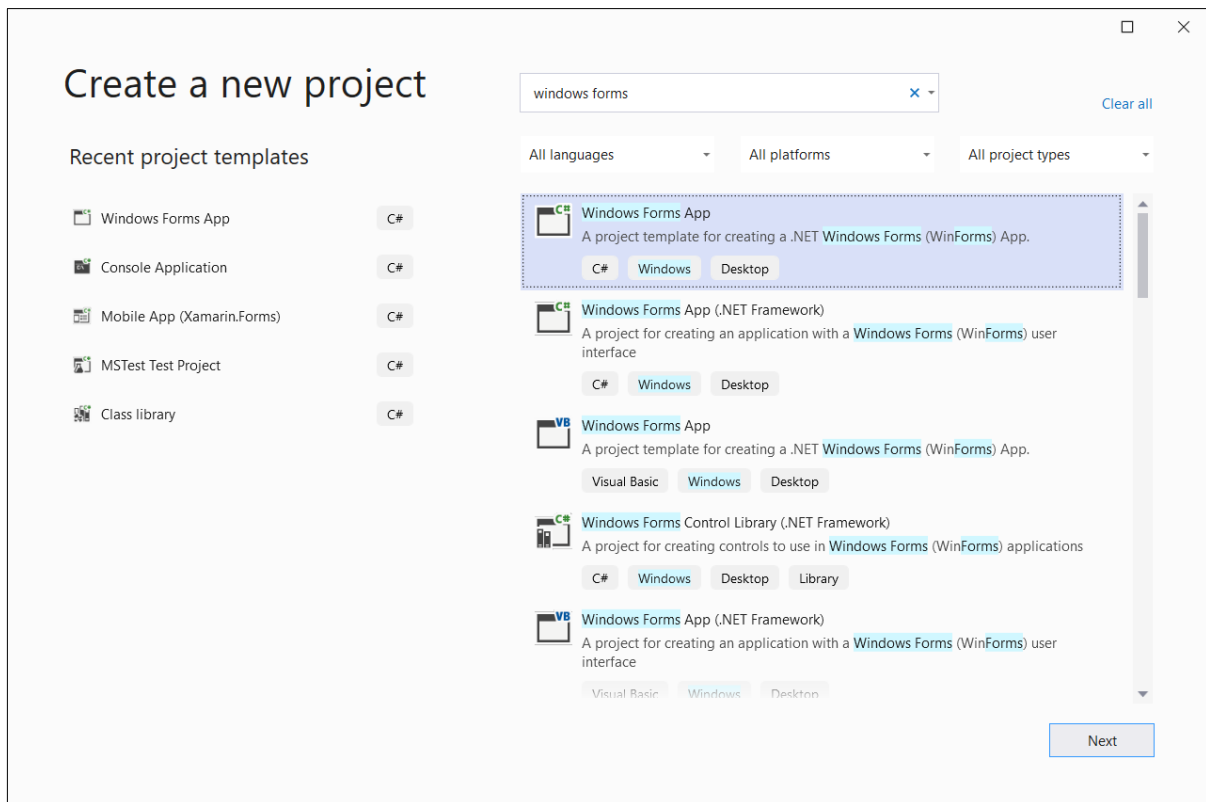 Create a new project
windows forms
Clear all
Recent project templates
All languages
All platforms
All project types
Windows Forms App C#
Console Application C#
Mobile App (Xamarin.Forms) C#
MSTest Test Project C#
Class library C#
C# Windows Forms App
A project template for creating a .NET Windows Forms (WinForms) App.
C# Windows Desktop
C# Windows Forms App (.NET Framework)
A project for creating an application with a Windows Forms (WinForms) user
interface
C# Windows Desktop
VB Windows Forms App
A project template for creating a .NET Windows Forms (WinForms) App.
Visual Basic Windows Desktop
C# Windows Forms Control Library (.NET Framework)
A project for creating controls to use in Windows Forms (WinForms) applications
C# Windows Desktop Library
VB Windows Forms App (.NET Framework)
A project for creating an application with a Windows Forms (WinForms) user
interface
Visual Basic Windows Desktop
Next